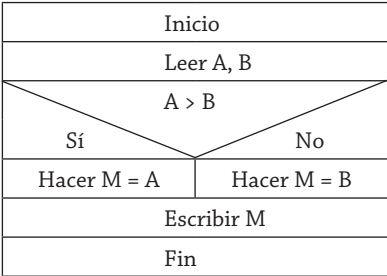 Inicio
Leer A, B
A > B
Sí No
Hacer M = A Hacer M = B
Escribir M
Fin